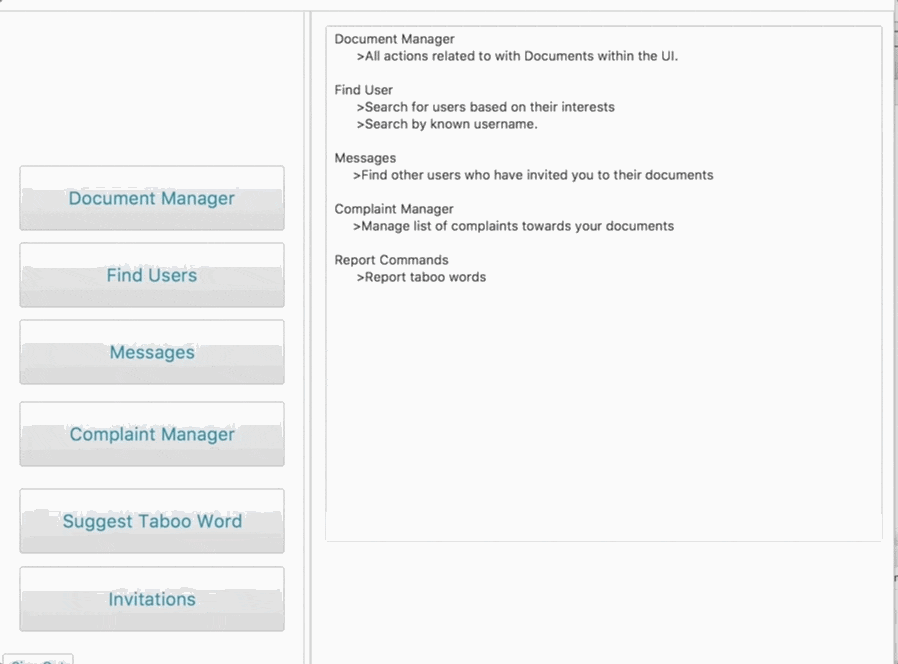 Document Manager
Find Users
Messages
Complaint Manager
Suggest Taboo Word
Invitations
Document Manager
>All actions related to with Documents within the UI.
Find User
>Search for users based on their interests
>Search by known username.
Messages
>Find other users who have invited you to their documents
Complaint Manager
>Manage list of complaints towards your documents
Report Commands
>Report taboo words